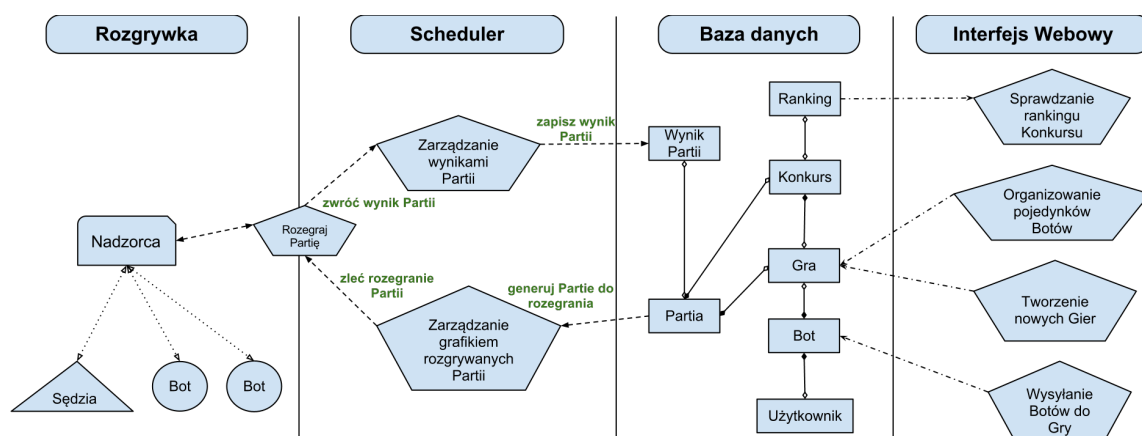 Rozgrywka
Scheduler
Baza danych
Interfejs Webowy
Nadzorca
Sędzia
Bot
Bot
Rozegraj
Partię
zwróć wynik Partii
zleć rozegranie
Partii
Zarządzanie
wynikami
Partii
Zarządzanie
grafikiem
rozgrywanych
Partii
zapisz wynik
Partii
generuj Partie do
rozegrania
Wynik
Partii
Partia
Ranking
Konkurs
Gra
Bot
Użytkownik
Sprawdzanie
rankingu
Konkursu
Organizowanie
pojedynków
Botów
Tworzenie
nowych Gier
Wysyłanie
Botów do
Gry